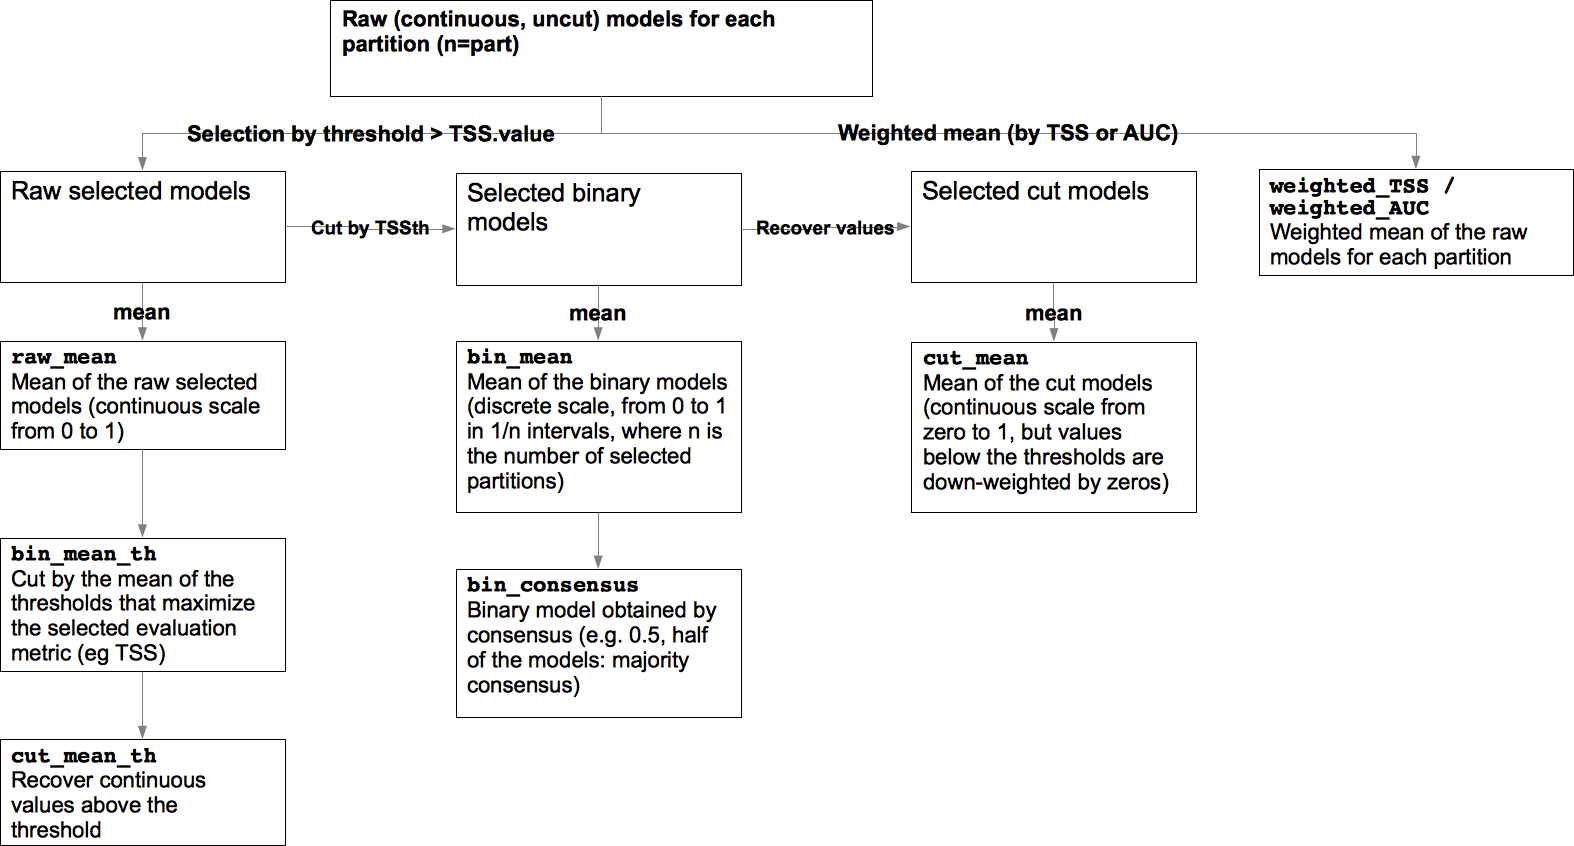 Raw (continuous, uncut) models for each
partition (n=part)
Selection by threshold > TSS.value
Weighted mean (by TSS or AUC)
Raw selected models
Cut by TSSth
Selected binary
models
Recover values
Selected cut models
weighted_TSS /
weighted_AUC
Weighted mean of the raw
models for each partition
mean
mean
mean
raw_mean
Mean of the raw selected
models (continuous scale
from 0 to 1)
bin_mean
Mean of the binary models
(discrete scale, from 0 to 1
in 1/n intervals, where n is
the number of selected
partitions)
cut_mean
Mean of the cut models
(continuous scale from
zero to 1, but values
below the thresholds are
down-weighted by zeros)
bin_mean_th
Cut by the mean of the
thresholds that maximize
the selected evaluation
metric (eg TSS)
bin_consensus
Binary model obtained by
consensus (e.g. 0.5, half
of the models: majority
consensus)
cut_mean_th
Recover continuous
values above the
threshold